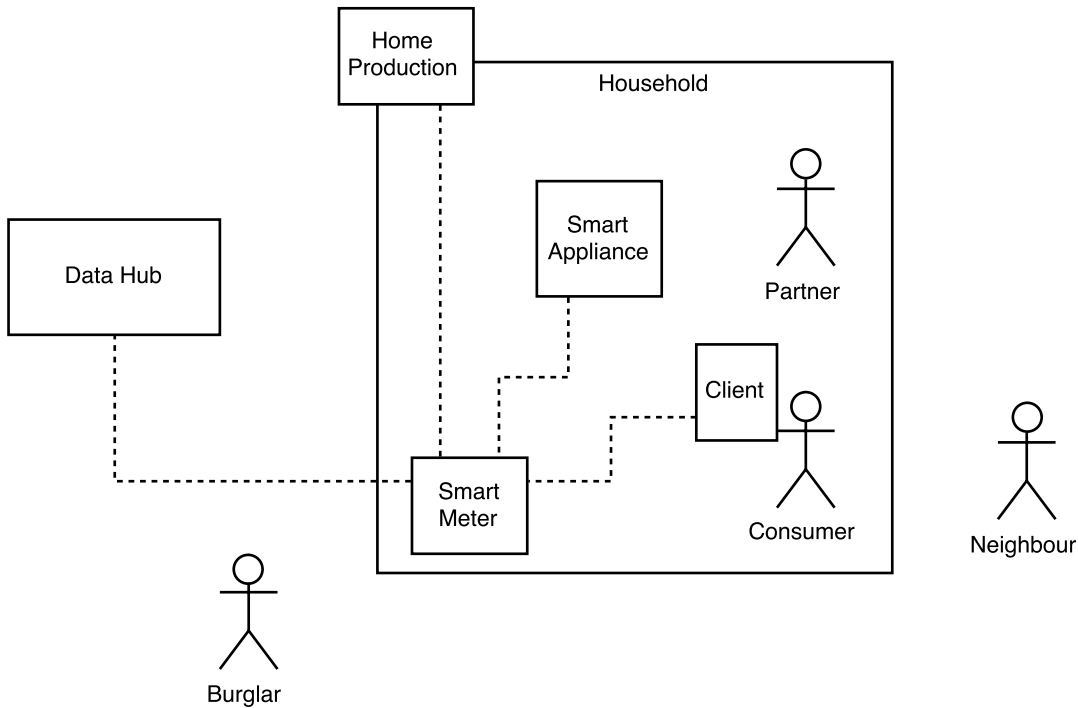 Home
Production
Household
Smart
Appliance
Data Hub
Partner
Client
Smart
Meter
Consumer
Neighbour
Burglar